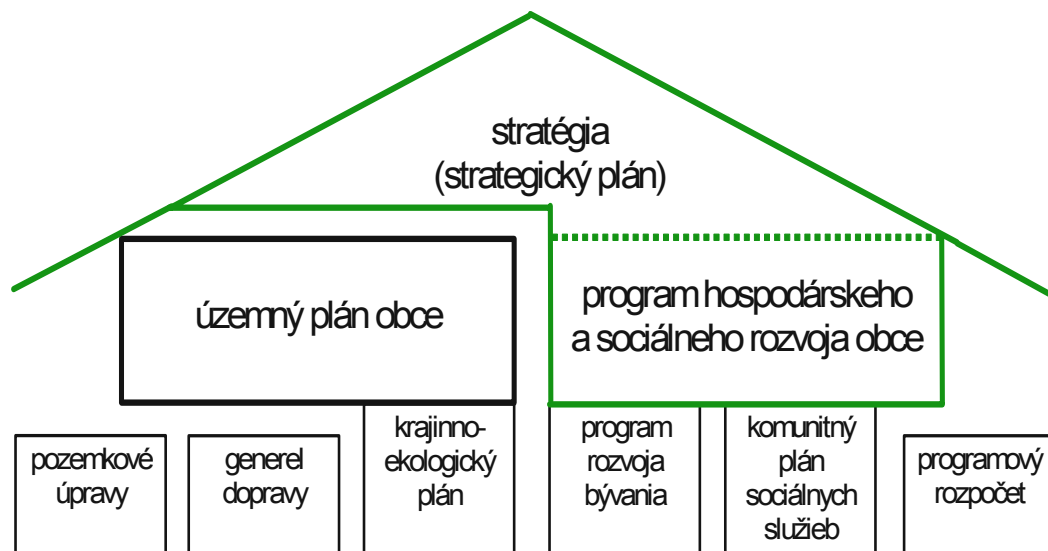 stratégia
(strategický plán)
územný plán obce
program hospodárskeho
a sociálneho rozvoja obce
pozemkové
úpravy
generel
dopravy
krajinno-
ekologický
plán
program
rozvoja
bývania
komunitný
plán
sociálnych
služieb
programový
rozpočet